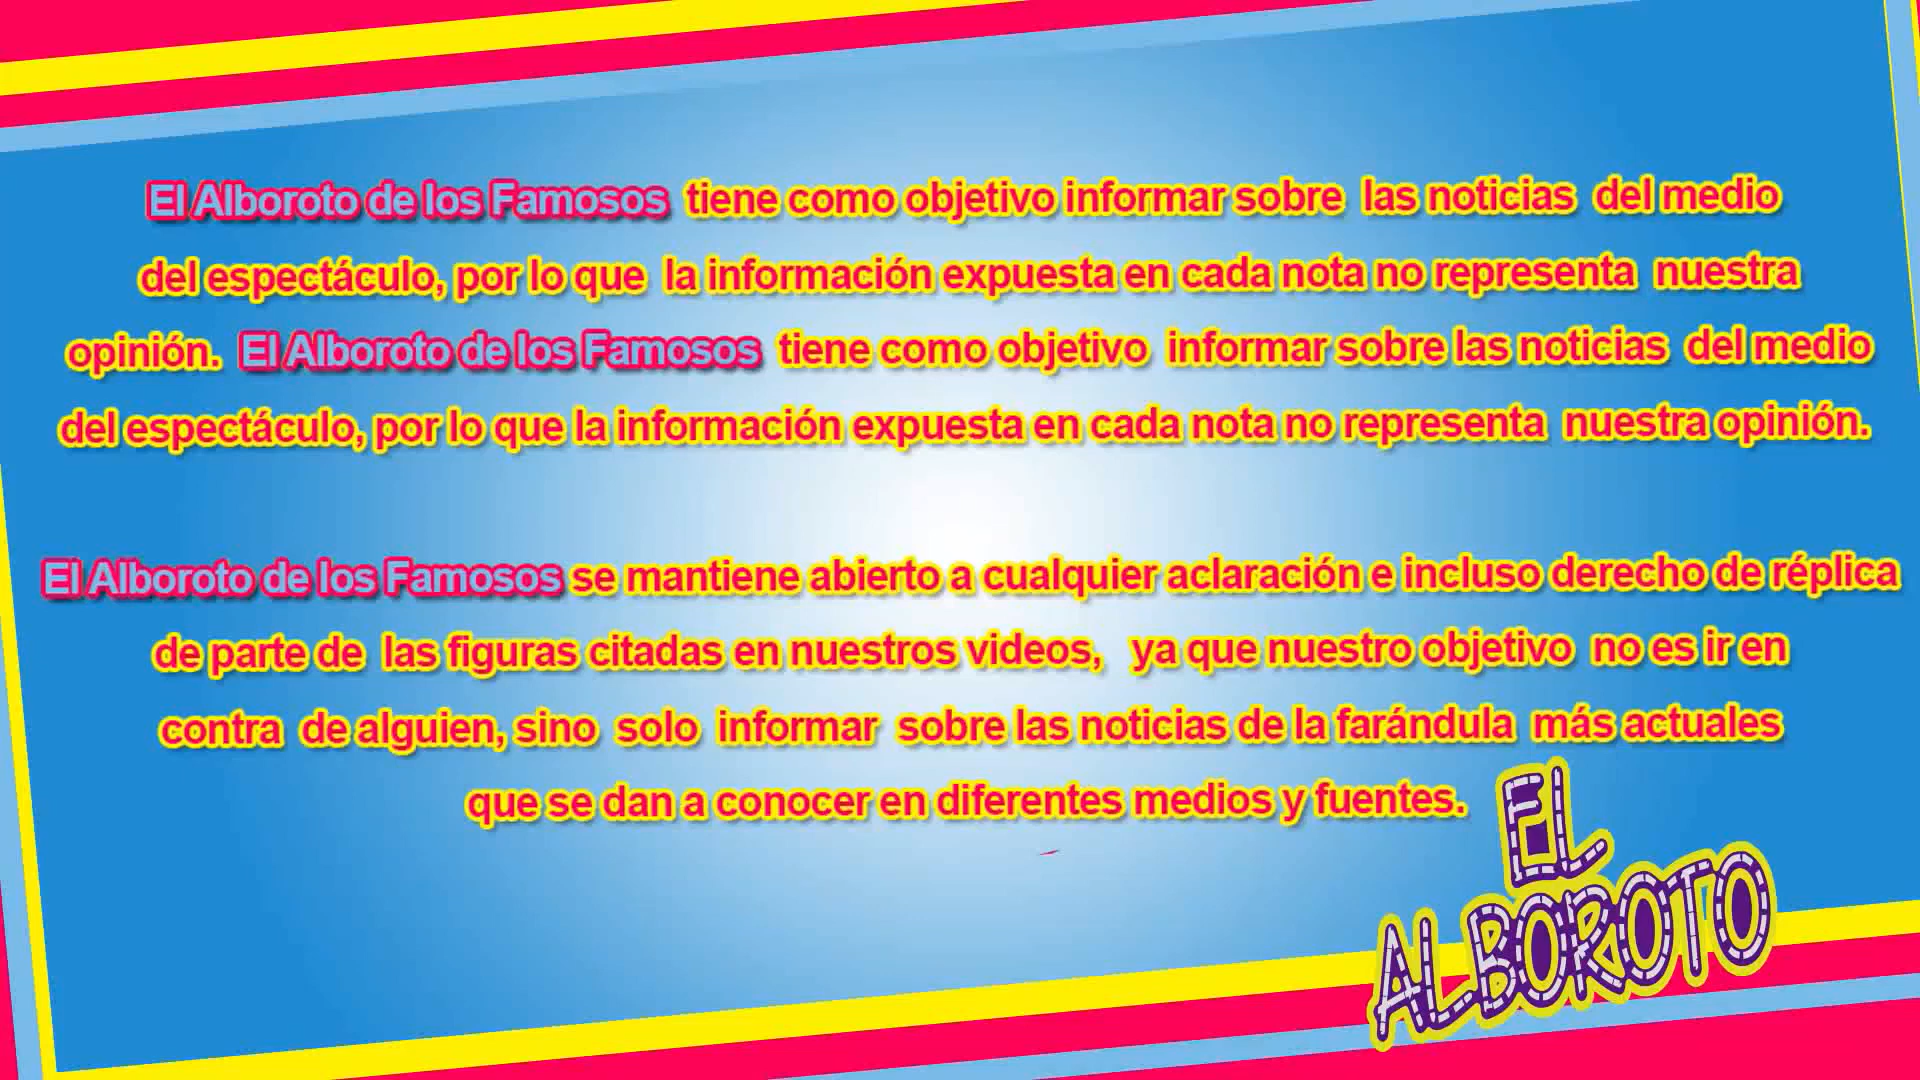 El Alboroto de los Famosos tiene como objetivo informar sobre las noticias del medio
del espectáculo, por lo que la información expuesta en cada nota no representa nuestra
opinión. El Alboroto de los Famosos tiene como objetivo informar sobre las noticias del medio
del espectáculo, por lo que la información expuesta en cada nota no representa nuestra opinión.
El Alboroto de los Famosos se mantiene abierto a cualquier aclaración e incluso derecho de réplica
de parte de las figuras citadas en nuestros videos, ya que nuestro objetivo no es ir en
contra de alguien, sino solo informar sobre las noticias de la farándula más actuales
que se dan a conocer en diferentes medios y fuentes.
EL
ALBOROTO